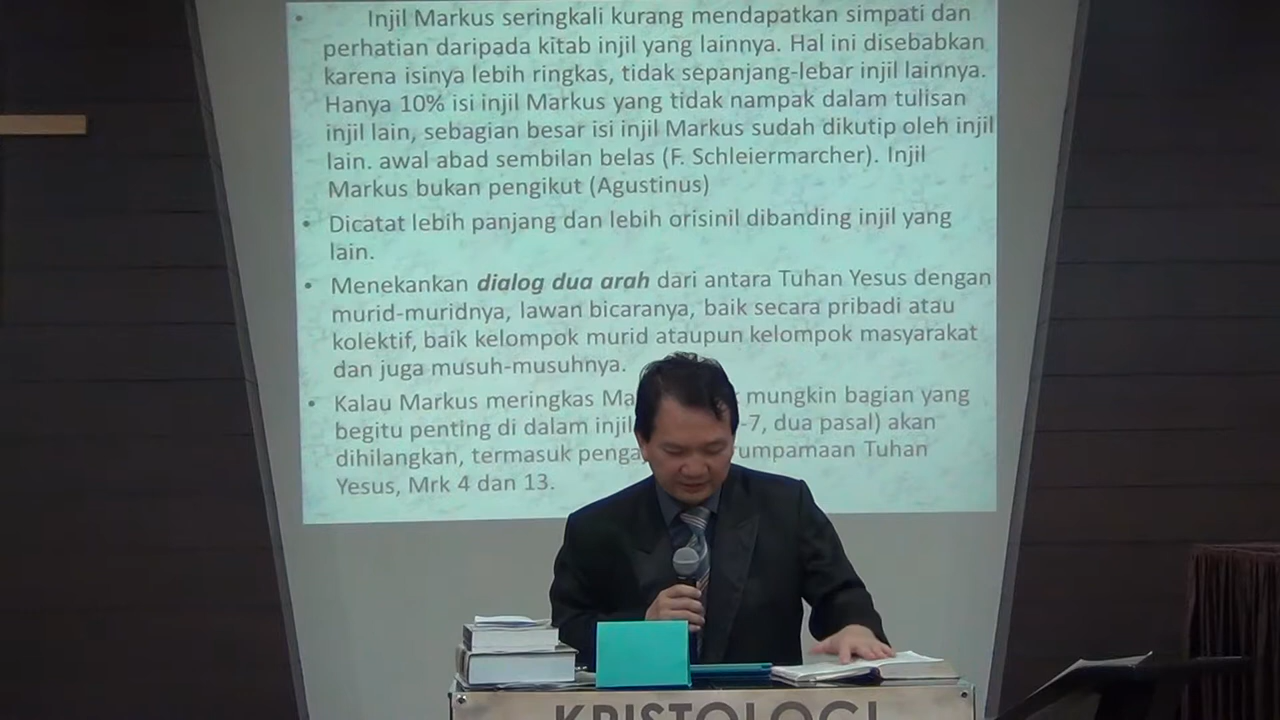 • Injil Markus seringkali kurang mendapatkan simpati dan
perhatian daripada kitab injil yang lainnya. Hal ini disebabkan
karena isinya lebih ringkas, tidak sepanjang-lebar injil lainnya.
Hanya 10% isi injil Markus yang tidak nampak dalam tulisan
injil lain, sebagian besar isi injil Markus sudah dikutip oleh injil
lain. awal abad sembilan belas (F. Schleiermarcher). Injil
Markus bukan pengikut (Agustinus)
• Dicatat lebih panjang dan lebih orisinil dibanding injil yang
lain.
• Menekankan dialog dua arah dari antara Tuhan Yesus dengan
murid-muridnya, lawan bicaranya, baik secara pribadi atau
kolektif, baik kelompok murid ataupun kelompok masyarakat
dan juga musuh-musuhnya.
• Kalau Markus meringkas mungkin bagian yang
begitu penting di dalam injil -7, dua pasal) akan
dihilangkan, termasuk Tuhan
Yesus, Mrk 4 dan 13.
KRISTOLOGI